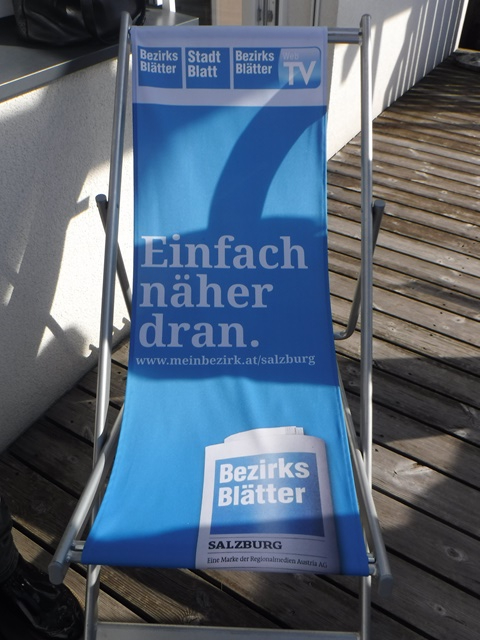 Bezirks Blätter
Stadt Blatt
Bezirks Blätter
Web TV
Einfach
näher
dran.
www.meinbezirk.at/salzburg
Bezirks
Blätter
SALZBURG
Eine Marke der Regionalmedien Austria AG